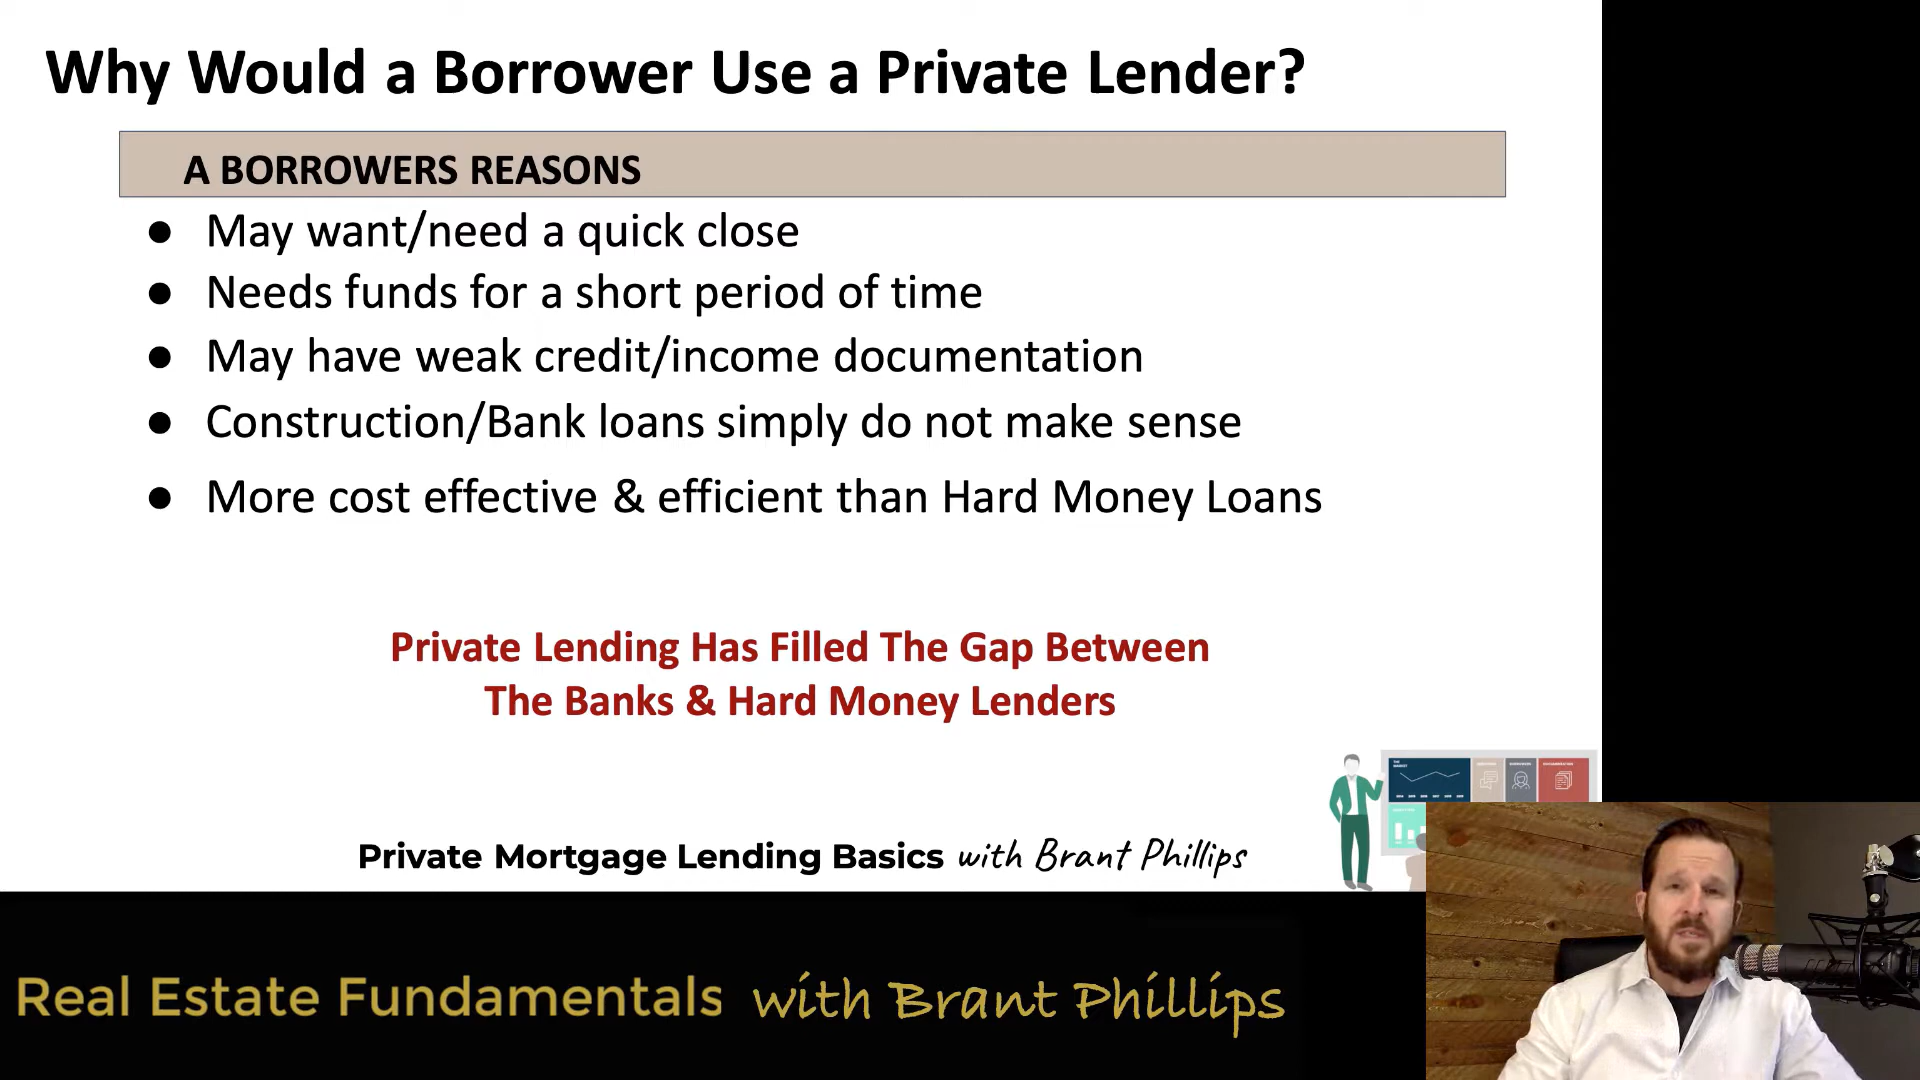 Why Would a Borrower Use a Private Lender?
A BORROWERS REASONS
● May want/need a quick close
● Needs funds for a short period of time
● May have weak credit/income documentation
● Construction/Bank loans simply do not make sense
● More cost effective & efficient than Hard Money Loans
Private Lending Has Filled The Gap Between
The Banks & Hard Money Lenders
Private Mortgage Lending Basics with Brant Phillips
Real Estate Fundamentals with Brant Phillips